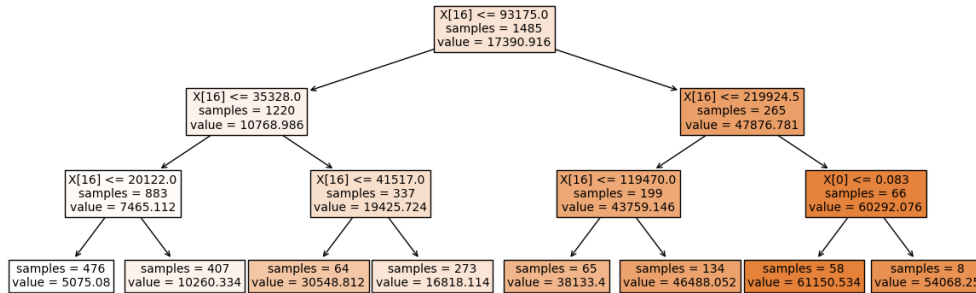 X[16] <= 93175.0
samples = 1485
value = 17390.916
X[16] <= 35328.0
samples = 1220
value = 10768.986
X[16] <= 219924.5
samples = 265
value = 47876.781
X[16] <= 20122.0
samples = 883
value = 7465.112
X[16] <= 41517.0
samples = 337
value = 19425.724
X[16] <= 119470.0
samples = 199
value = 43759.146
X[0] <= 0.083
samples = 66
value = 60292.076
samples = 476
value = 5075.08
samples = 407
value = 10260.334
samples = 64
value = 30548.812
samples = 273
value = 16818.114
samples = 65
value = 38133.4
samples = 134
value = 46488.052
samples = 58
value = 61150.534
samples = 8
value = 54068.25